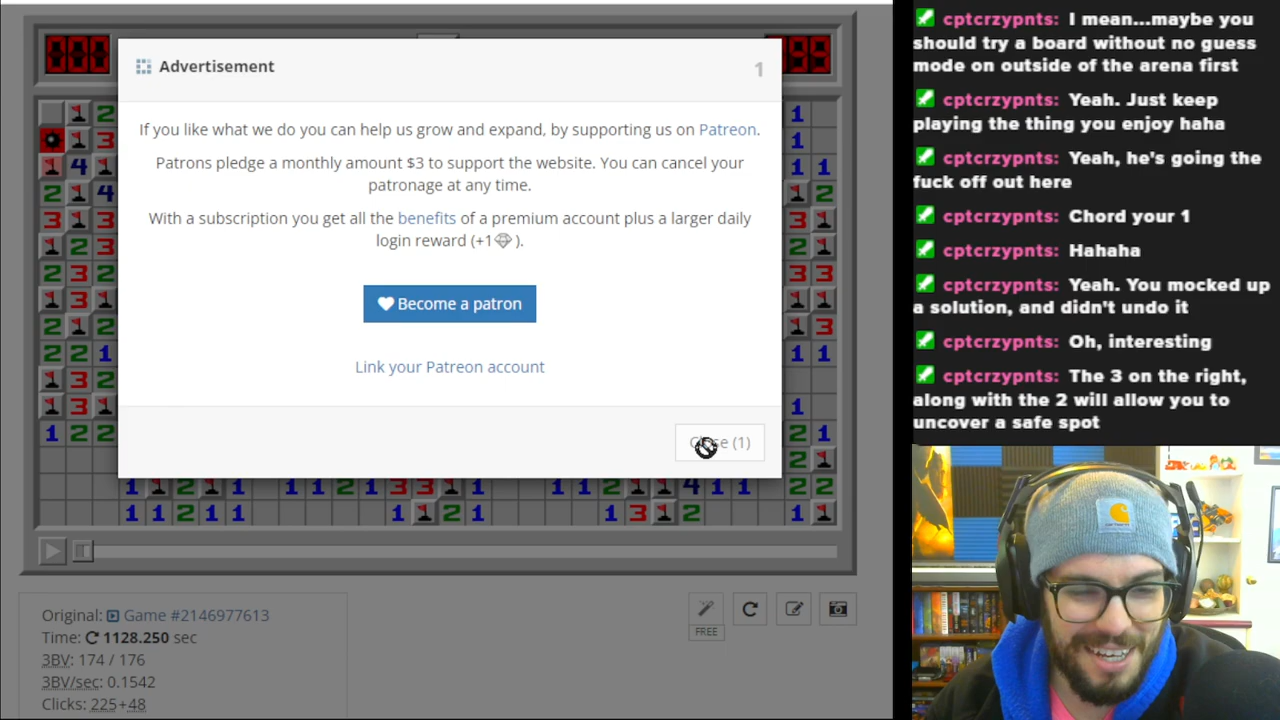 Advertisement
1
If you like what we do you can help us grow and expand, by supporting us on Patreon.
Patrons pledge a monthly amount $3 to support the website. You can cancel your
patronage at any time.
With a subscription you get all the benefits of a premium account plus a larger daily
login reward (+1 ).
Become a patron
Link your Patreon account
(1)
Original: Game #2146977613
Time: 1128.250 sec
3BV: 174 / 176
3BV/sec: 0.1542
Clicks: 225+48
FREE
cptcrzypnts: I mean...maybe you
should try a board without no guess
mode on outside of the arena first
cptcrzypnts: Yeah. Just keep
playing the thing you enjoy haha
cptcrzypnts: Yeah, he's going the
fuck off out here
cptcrzypnts: Chord your 1
cptcrzypnts: Hahaha
cptcrzypnts: Yeah. You mocked up
a solution, and didn't undo it
cptcrzypnts: Oh, interesting
cptcrzypnts: The 3 on the right,
along with the 2 will allow you to
uncover a safe spot